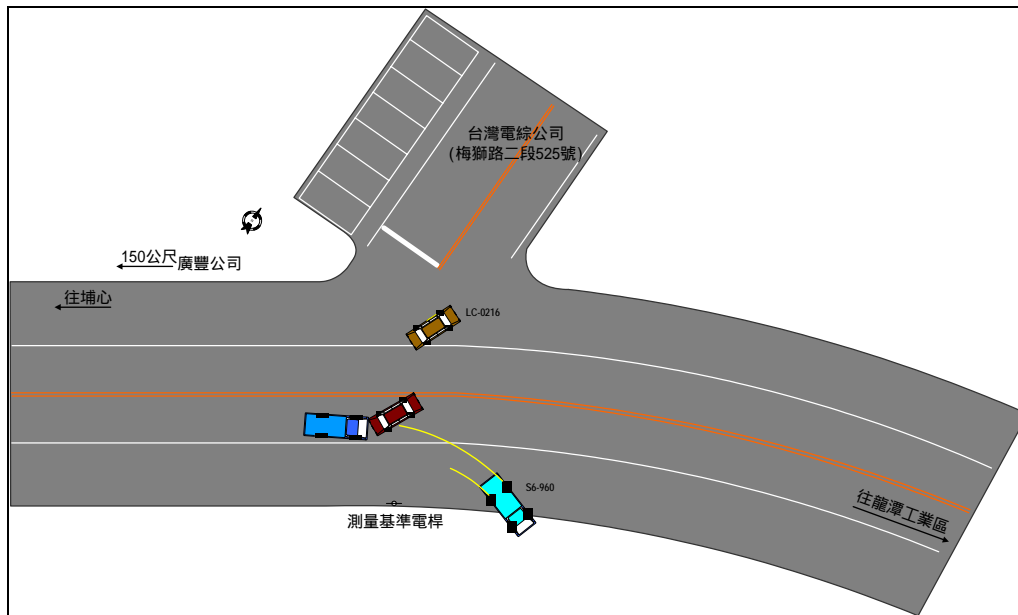 台灣電綜公司
(梅獅路二段525號)
150公尺
廣豐公司
往埔心
LC-0216
S6-960
測量基準電桿
往龍潭工業區